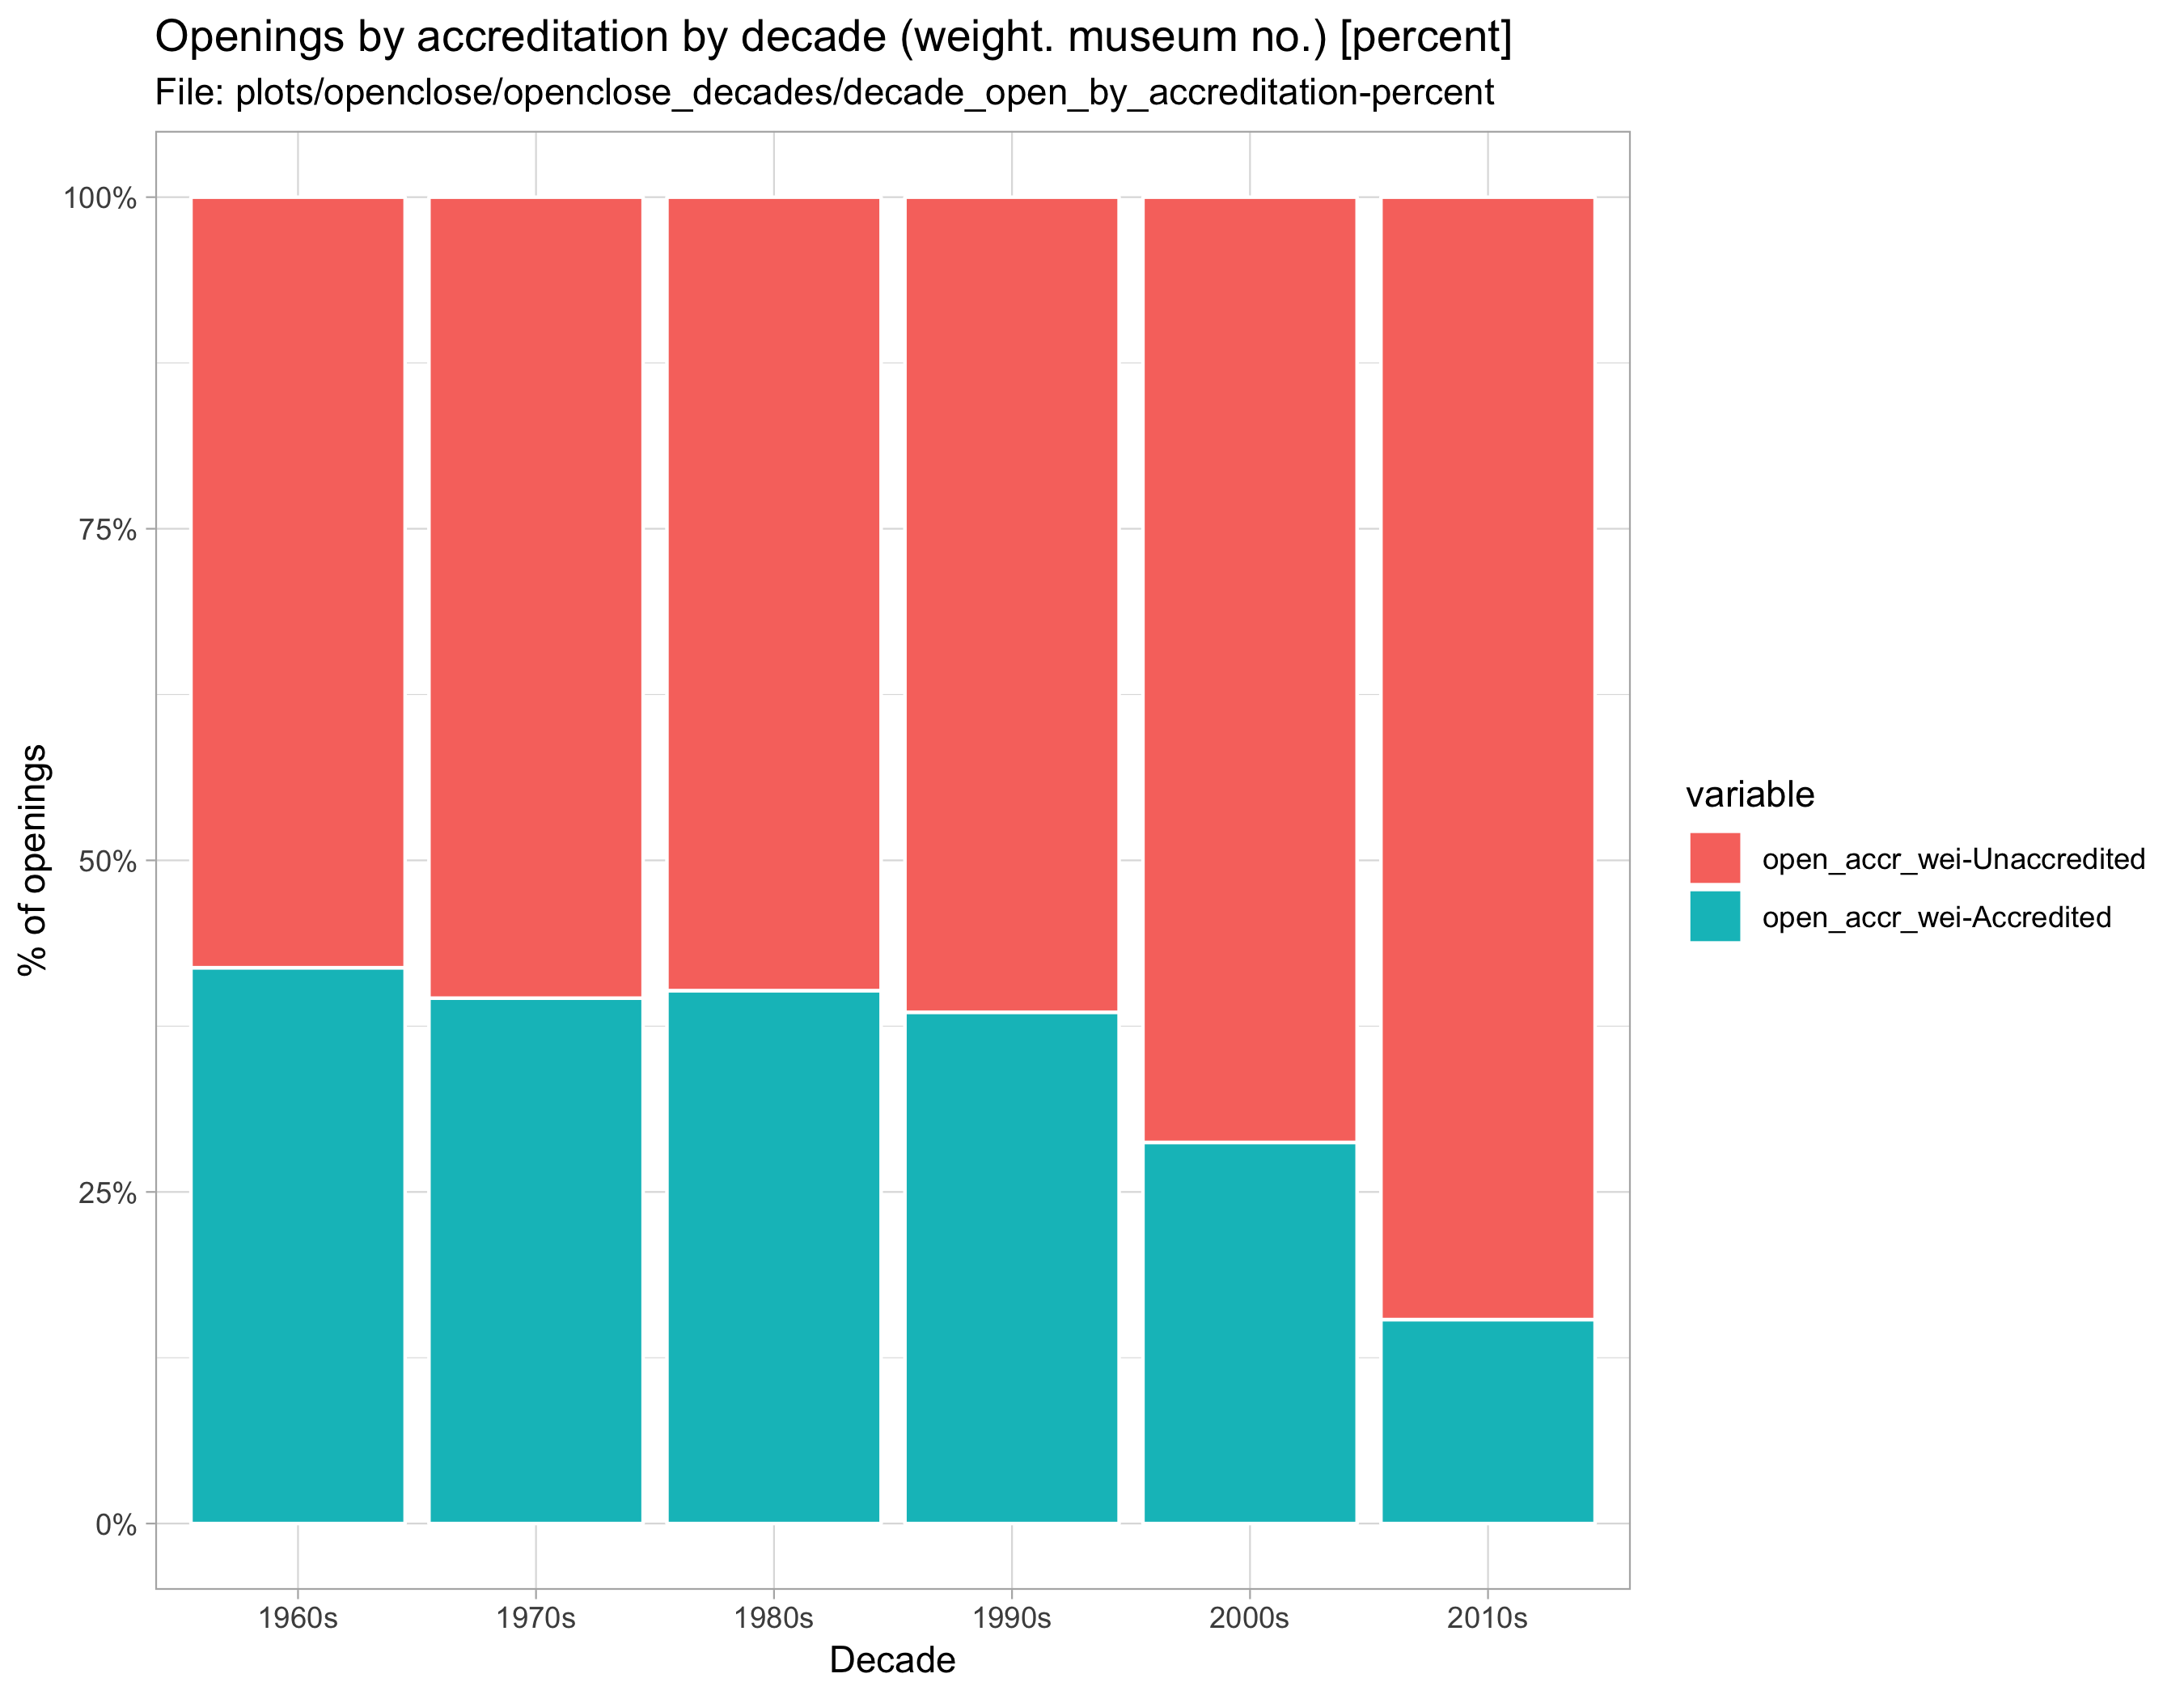 Openings by accreditation by decade (weight. museum no.) [percent]
File: plots/openclose/openclose_decades/decade_open_by_accreditation-percent
100%
75%
50%
25%
0%
% of openings
1960s 1970s 1980s 1990s 2000s 2010s
Decade
variable
open_accr_wei-Unaccredited
open_accr_wei-Accredited